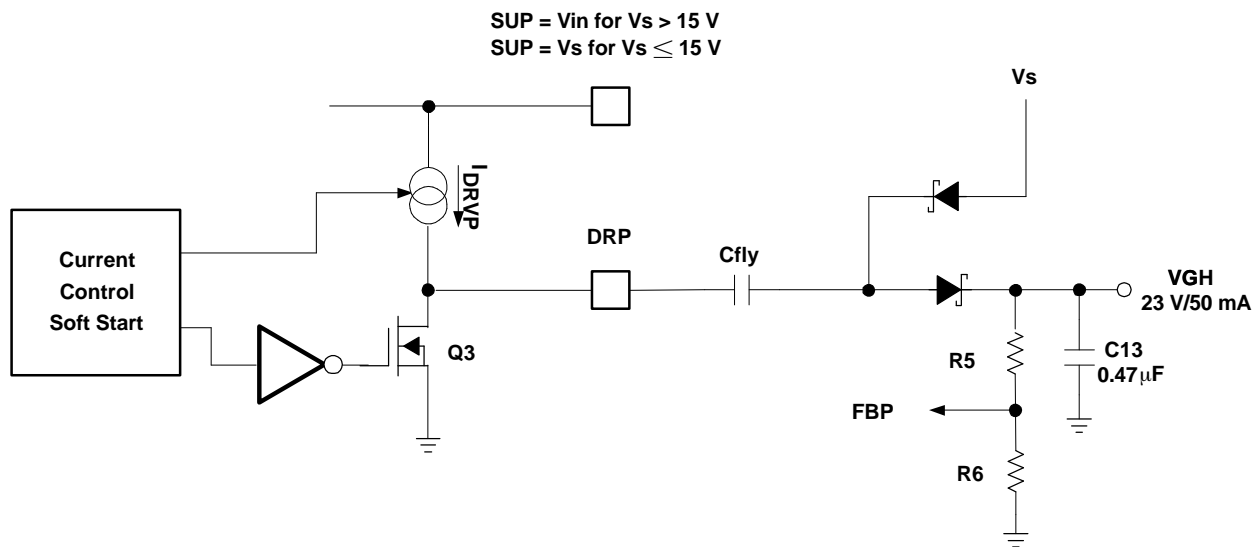 SUP = Vin for Vs > 15 V
SUP = Vs for Vs ≤ 15 V
Vs
IDRVP
DRP
Cfly
Current
Control
Soft Start
Q3
VGH
23 V/50 mA
R5
C13
0.47μF
FBP
R6